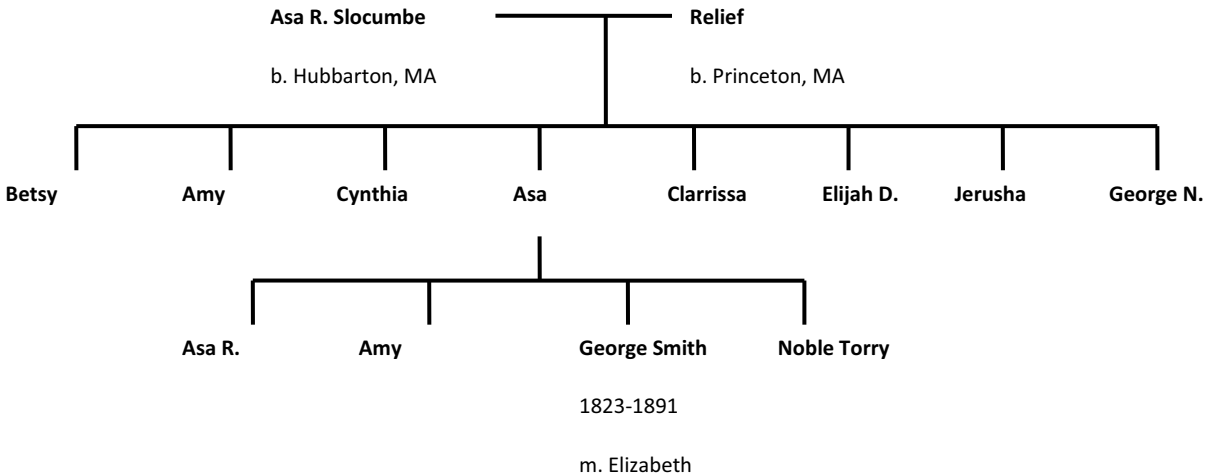 Asa R. Slocumbe Relief
b. Hubbarton, MA b. Princeton, MA
Betsy Amy Cynthia Asa Clarrissa Elijah D. Jerusha George N.
Asa R. Amy George Smith Noble Torry
1823-1891
m. Elizabeth